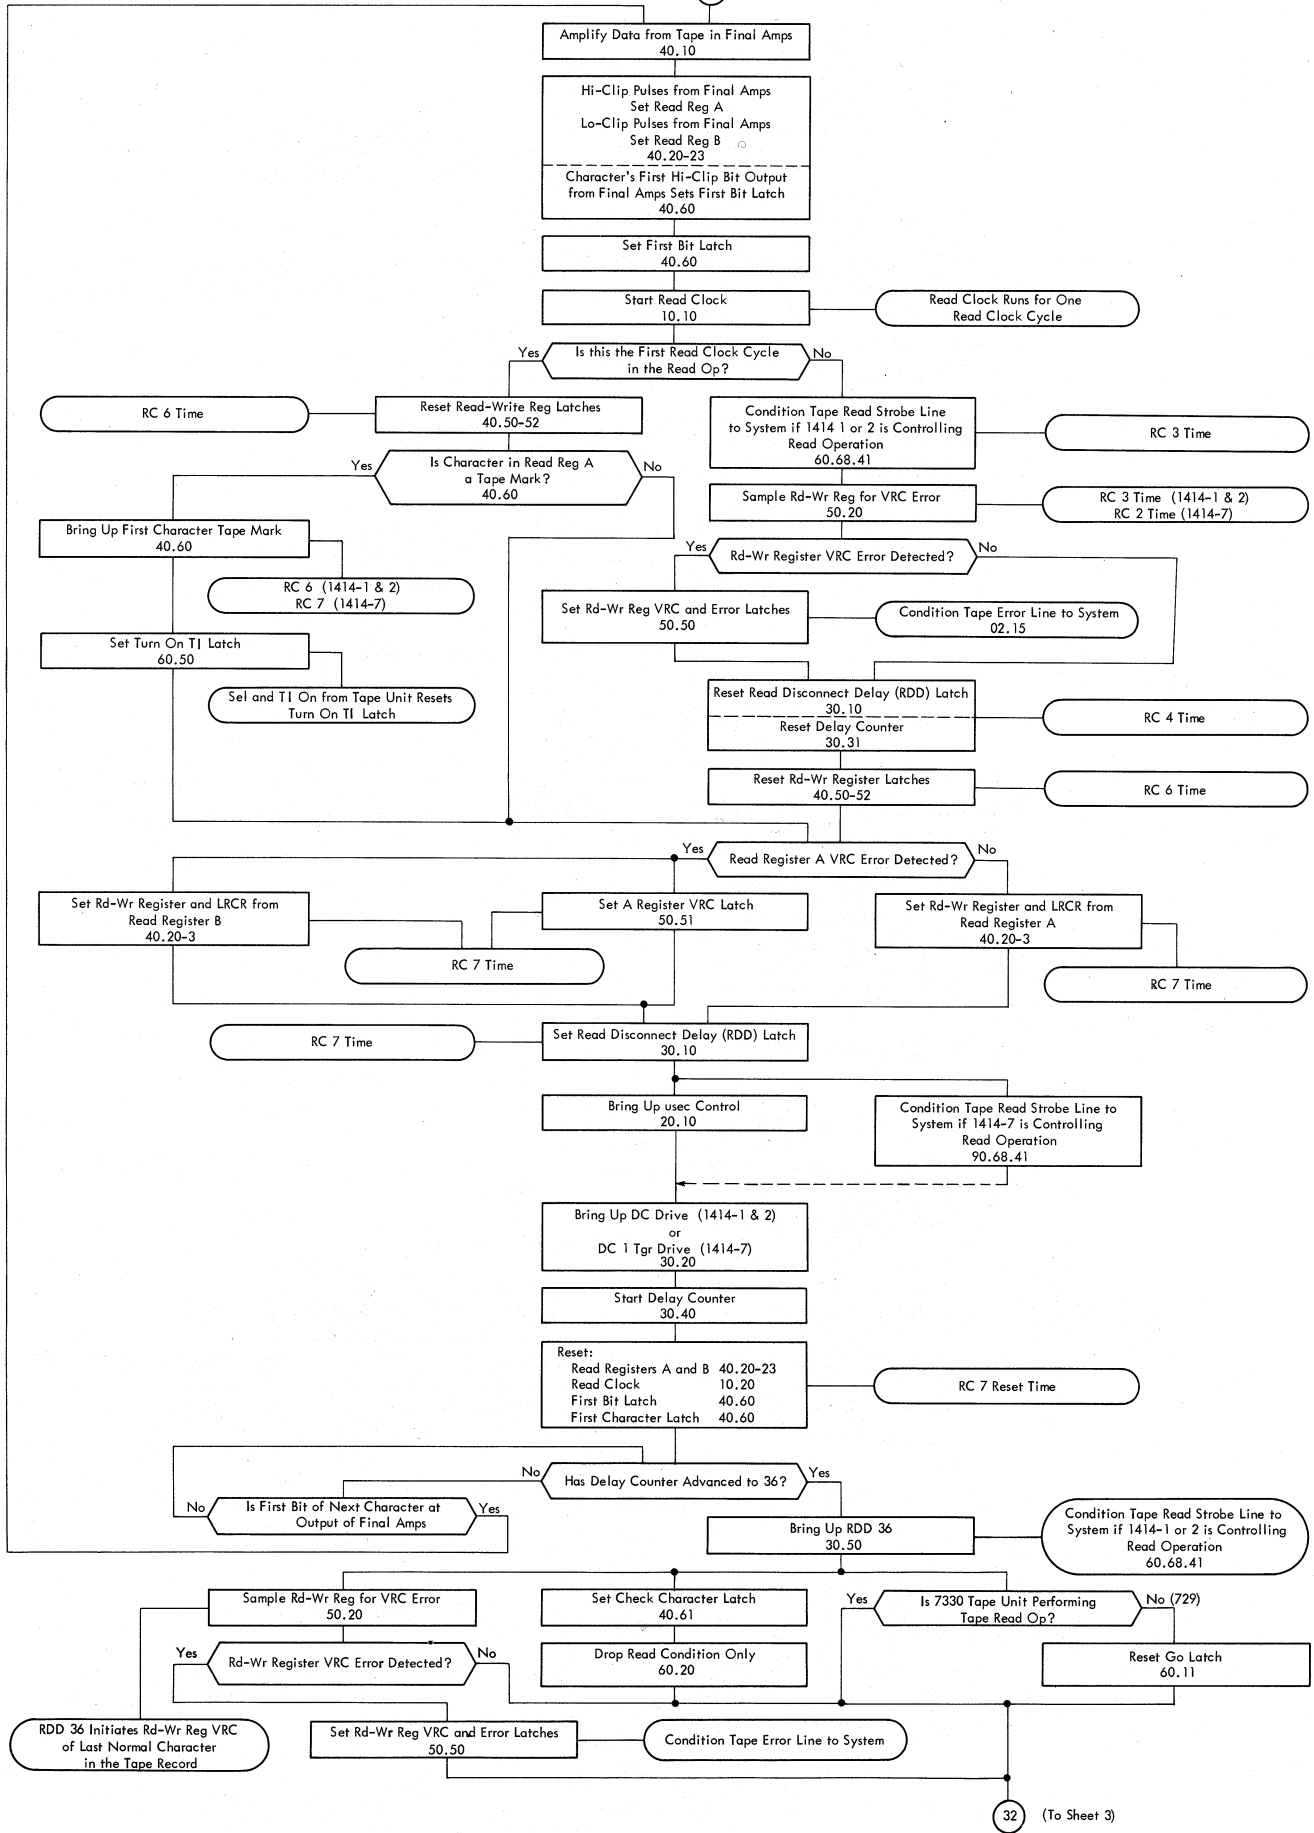 Amplify Data from Tape in Final Amps
40.10
Hi-Clip Pulses from Final Amps
Set Read Reg A
Lo-Clip Pulses from Final Amps
Set Read Reg B
40.20-23
Character's First Hi-Clip Bit Output
from Final Amps Sets First Bit Latch
40.60
Set First Bit Latch
40.60
Start Read Clock
10.10
Read Clock Runs for One
Read Clock Cycle
Yes
Is this the First Read Clock Cycle
in the Read Op?
No
RC 6 Time
Reset Read-Write Reg Latches
40.50-52
Condition Tape Read Strobe Line
to System if 1414 1 or 2 is Controlling
Read Operation
60.68.41
RC 3 Time
Yes
Is Character in Read Reg A
a Tape Mark?
40.60
No
Sample Rd-Wr Reg for VRC Error
50.20
RC 3 Time (1414-1 & 2)
RC 2 Time (1414-7)
Bring Up First Character Tape Mark
40.60
Yes
Rd-Wr Register VRC Error Detected?
No
RC 6 (1414-1 & 2)
RC 7 (1414-7)
Set Rd-Wr Reg VRC and Error Latches
50.50
Condition Tape Error Line to System
02.15
Set Turn On TI Latch
60.50
Sel and TI On from Tape Unit Resets
Turn On TI Latch
Reset Read Disconnect Delay (RDD) Latch
30.10
Reset Delay Counter
30.31
RC 4 Time
Reset Rd-Wr Register Latches
40.50-52
RC 6 Time
Yes
Read Register A VRC Error Detected?
No
Set Rd-Wr Register and LRCR from
Read Register B
40.20-3
Set A Register VRC Latch
50.51
Set Rd-Wr Register and LRCR from
Read Register A
40.20-3
RC 7 Time
RC 7 Time
RC 7 Time
Set Read Disconnect Delay (RDD) Latch
30.10
Bring Up usec Control
20.10
Condition Tape Read Strobe Line to
System if 1414-7 is Controlling
Read Operation
90.68.41
Bring Up DC Drive (1414-1 & 2)
or
DC 1 Tgr Drive (1414-7)
30.20
Start Delay Counter
30.40
Reset:
Read Registers A and B 40.20-23
Read Clock 10.20
First Bit Latch 40.60
First Character Latch 40.60
RC 7 Reset Time
No
Has Delay Counter Advanced to 36?
Yes
No
Is First Bit of Next Character at
Output of Final Amps
Yes
Bring Up RDD 36
30.50
Condition Tape Read Strobe Line to
System if 1414-1 or 2 is Controlling
Read Operation
60.68.41
Sample Rd-Wr Reg for VRC Error
50.20
Set Check Character Latch
40.61
Yes
Is 7330 Tape Unit Performing
Tape Read Op?
No (729)
Yes
Rd-Wr Register VRC Error Detected?
No
Drop Read Condition Only
60.20
Reset Go Latch
60.11
RDD 36 Initiates Rd-Wr Reg VRC
of Last Normal Character
in the Tape Record
Set Rd-Wr Reg VRC and Error Latches
50.50
Condition Tape Error Line to System
32 (To Sheet 3)